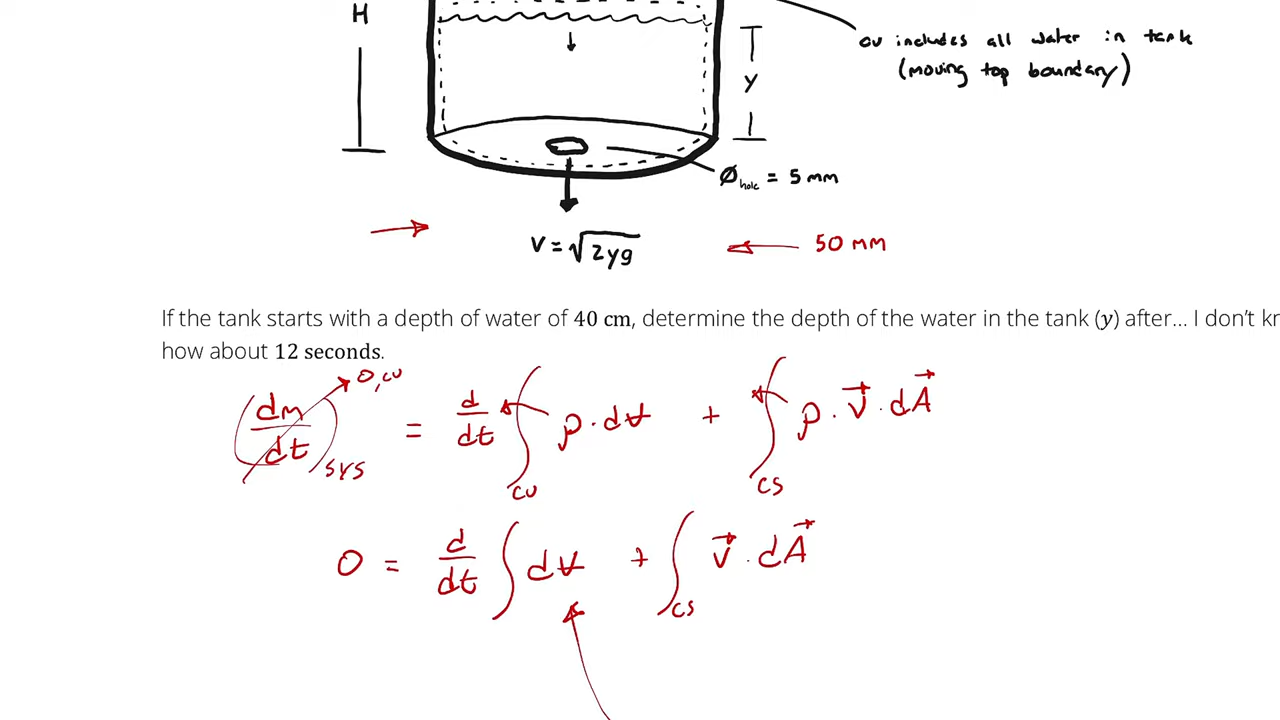 H
cv includes all water in tank
(moving top boundary)
y
Ø hole = 5 mm
V = √2yg
50 mm
If the tank starts with a depth of water of 40 cm, determine the depth of the water in the tank (y) after... I don't kn
how about 12 seconds.
(dm/dt)sys → 0, cv = d/dt ∫cv ρ · dV + ∫cs ρ · V⃗ · dA⃗
0 = d/dt ∫ dV + ∫cs V⃗ · dA⃗